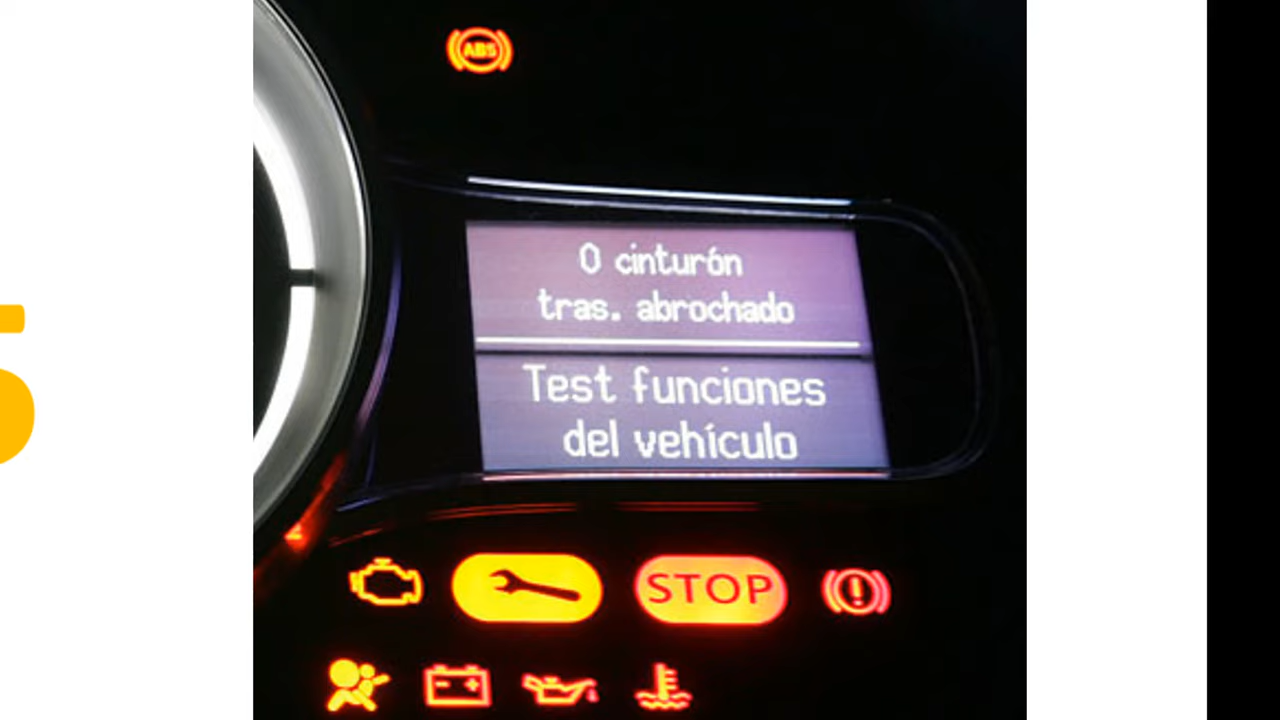 ABS
0 cinturón
tras. abrochado
Test funciones
del vehículo
STOP